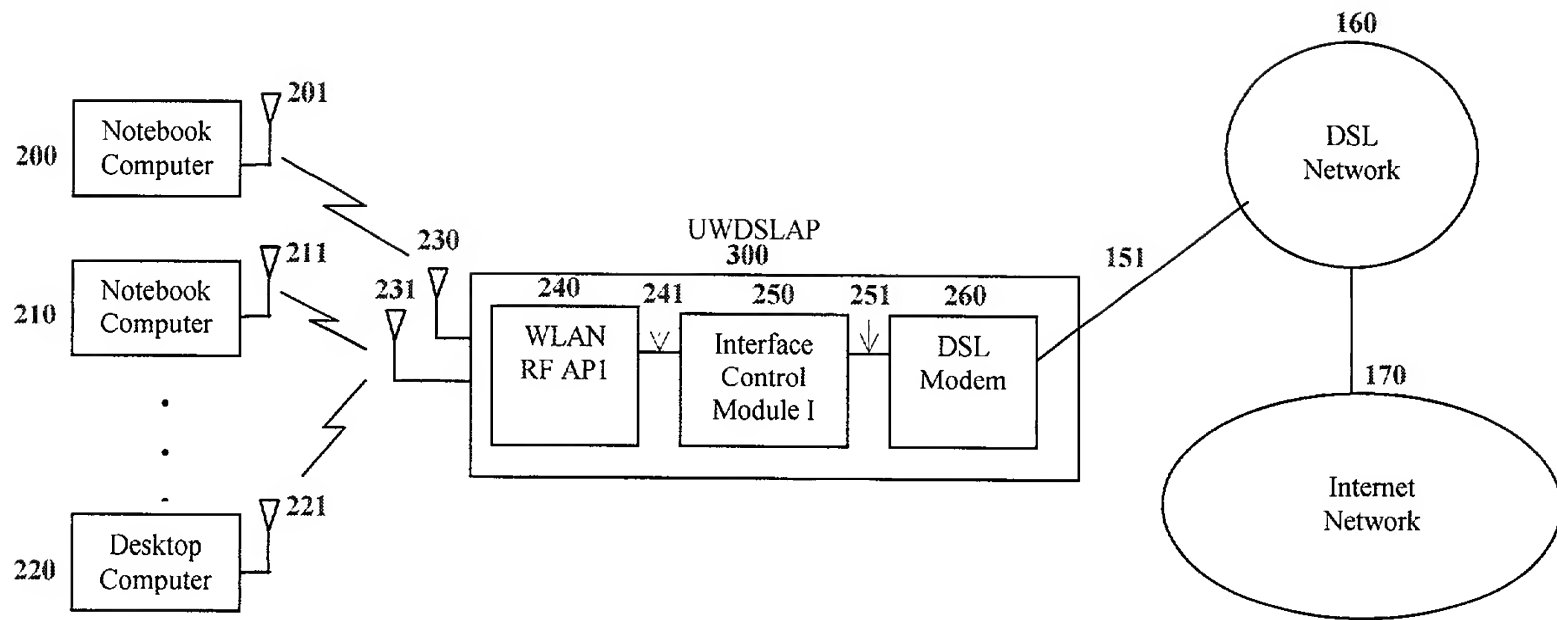 160
201
Notebook
Computer
200
DSL
Network
UWDSLAP
300
230
151
211
Notebook
Computer
210
231
240
241
250
251
260
WLAN
RF AP1
Interface
Control
Module I
DSL
Modem
170
221
Desktop
Computer
220
Internet
Network